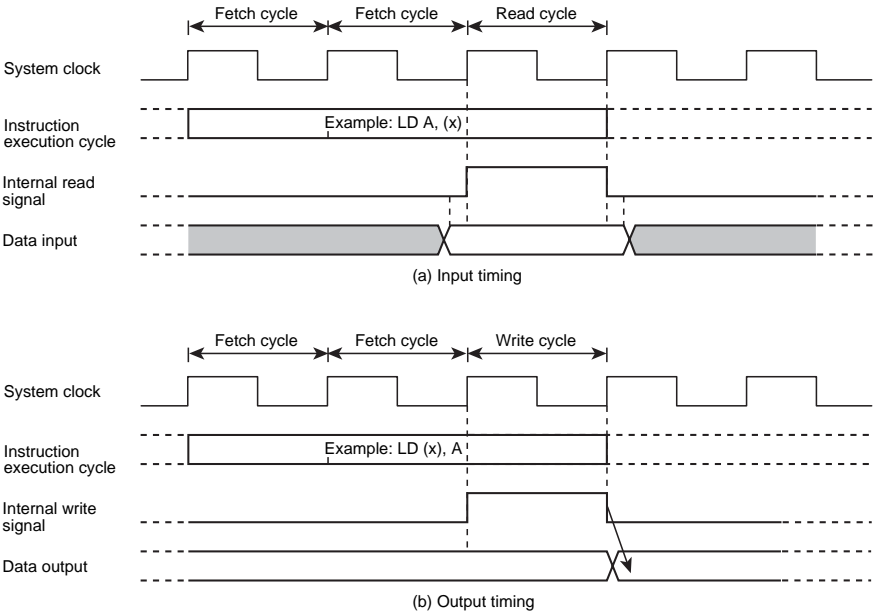 Fetch cycle Fetch cycle Read cycle
System clock
Instruction
execution cycle
Example: LD A, (x)
Internal read
signal
Data input
(a) Input timing
Fetch cycle Fetch cycle Write cycle
System clock
Instruction
execution cycle
Example: LD (x), A
Internal write
signal
Data output
(b) Output timing